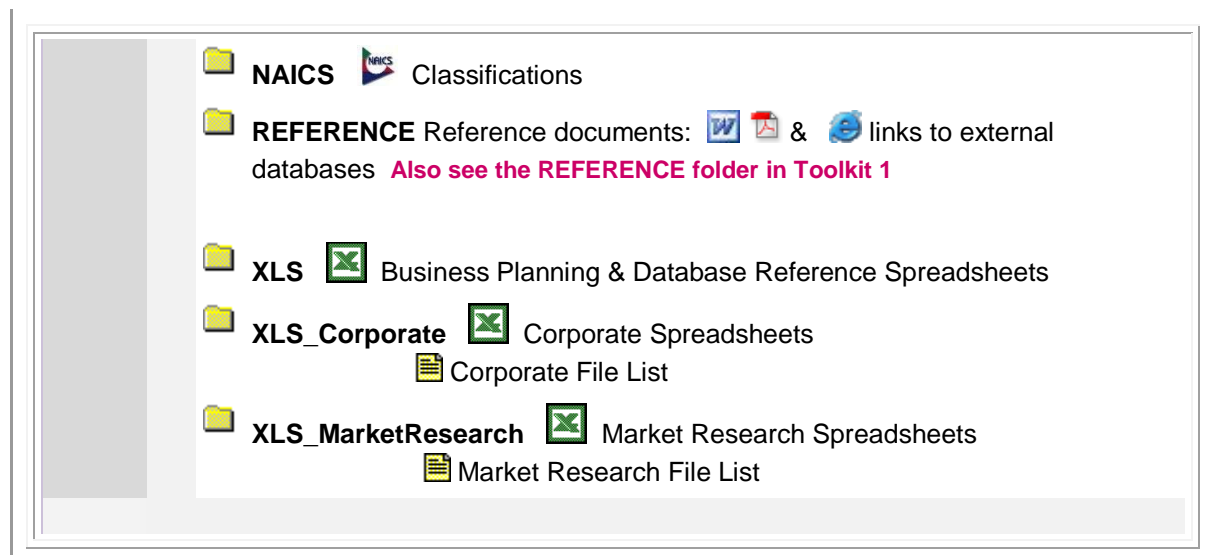 NAICS NAICS Classifications
REFERENCE Reference documents: W & links to external
databases Also see the REFERENCE folder in Toolkit 1
XLS Business Planning & Database Reference Spreadsheets
XLS_Corporate Corporate Spreadsheets
Corporate File List
XLS_MarketResearch Market Research Spreadsheets
Market Research File List